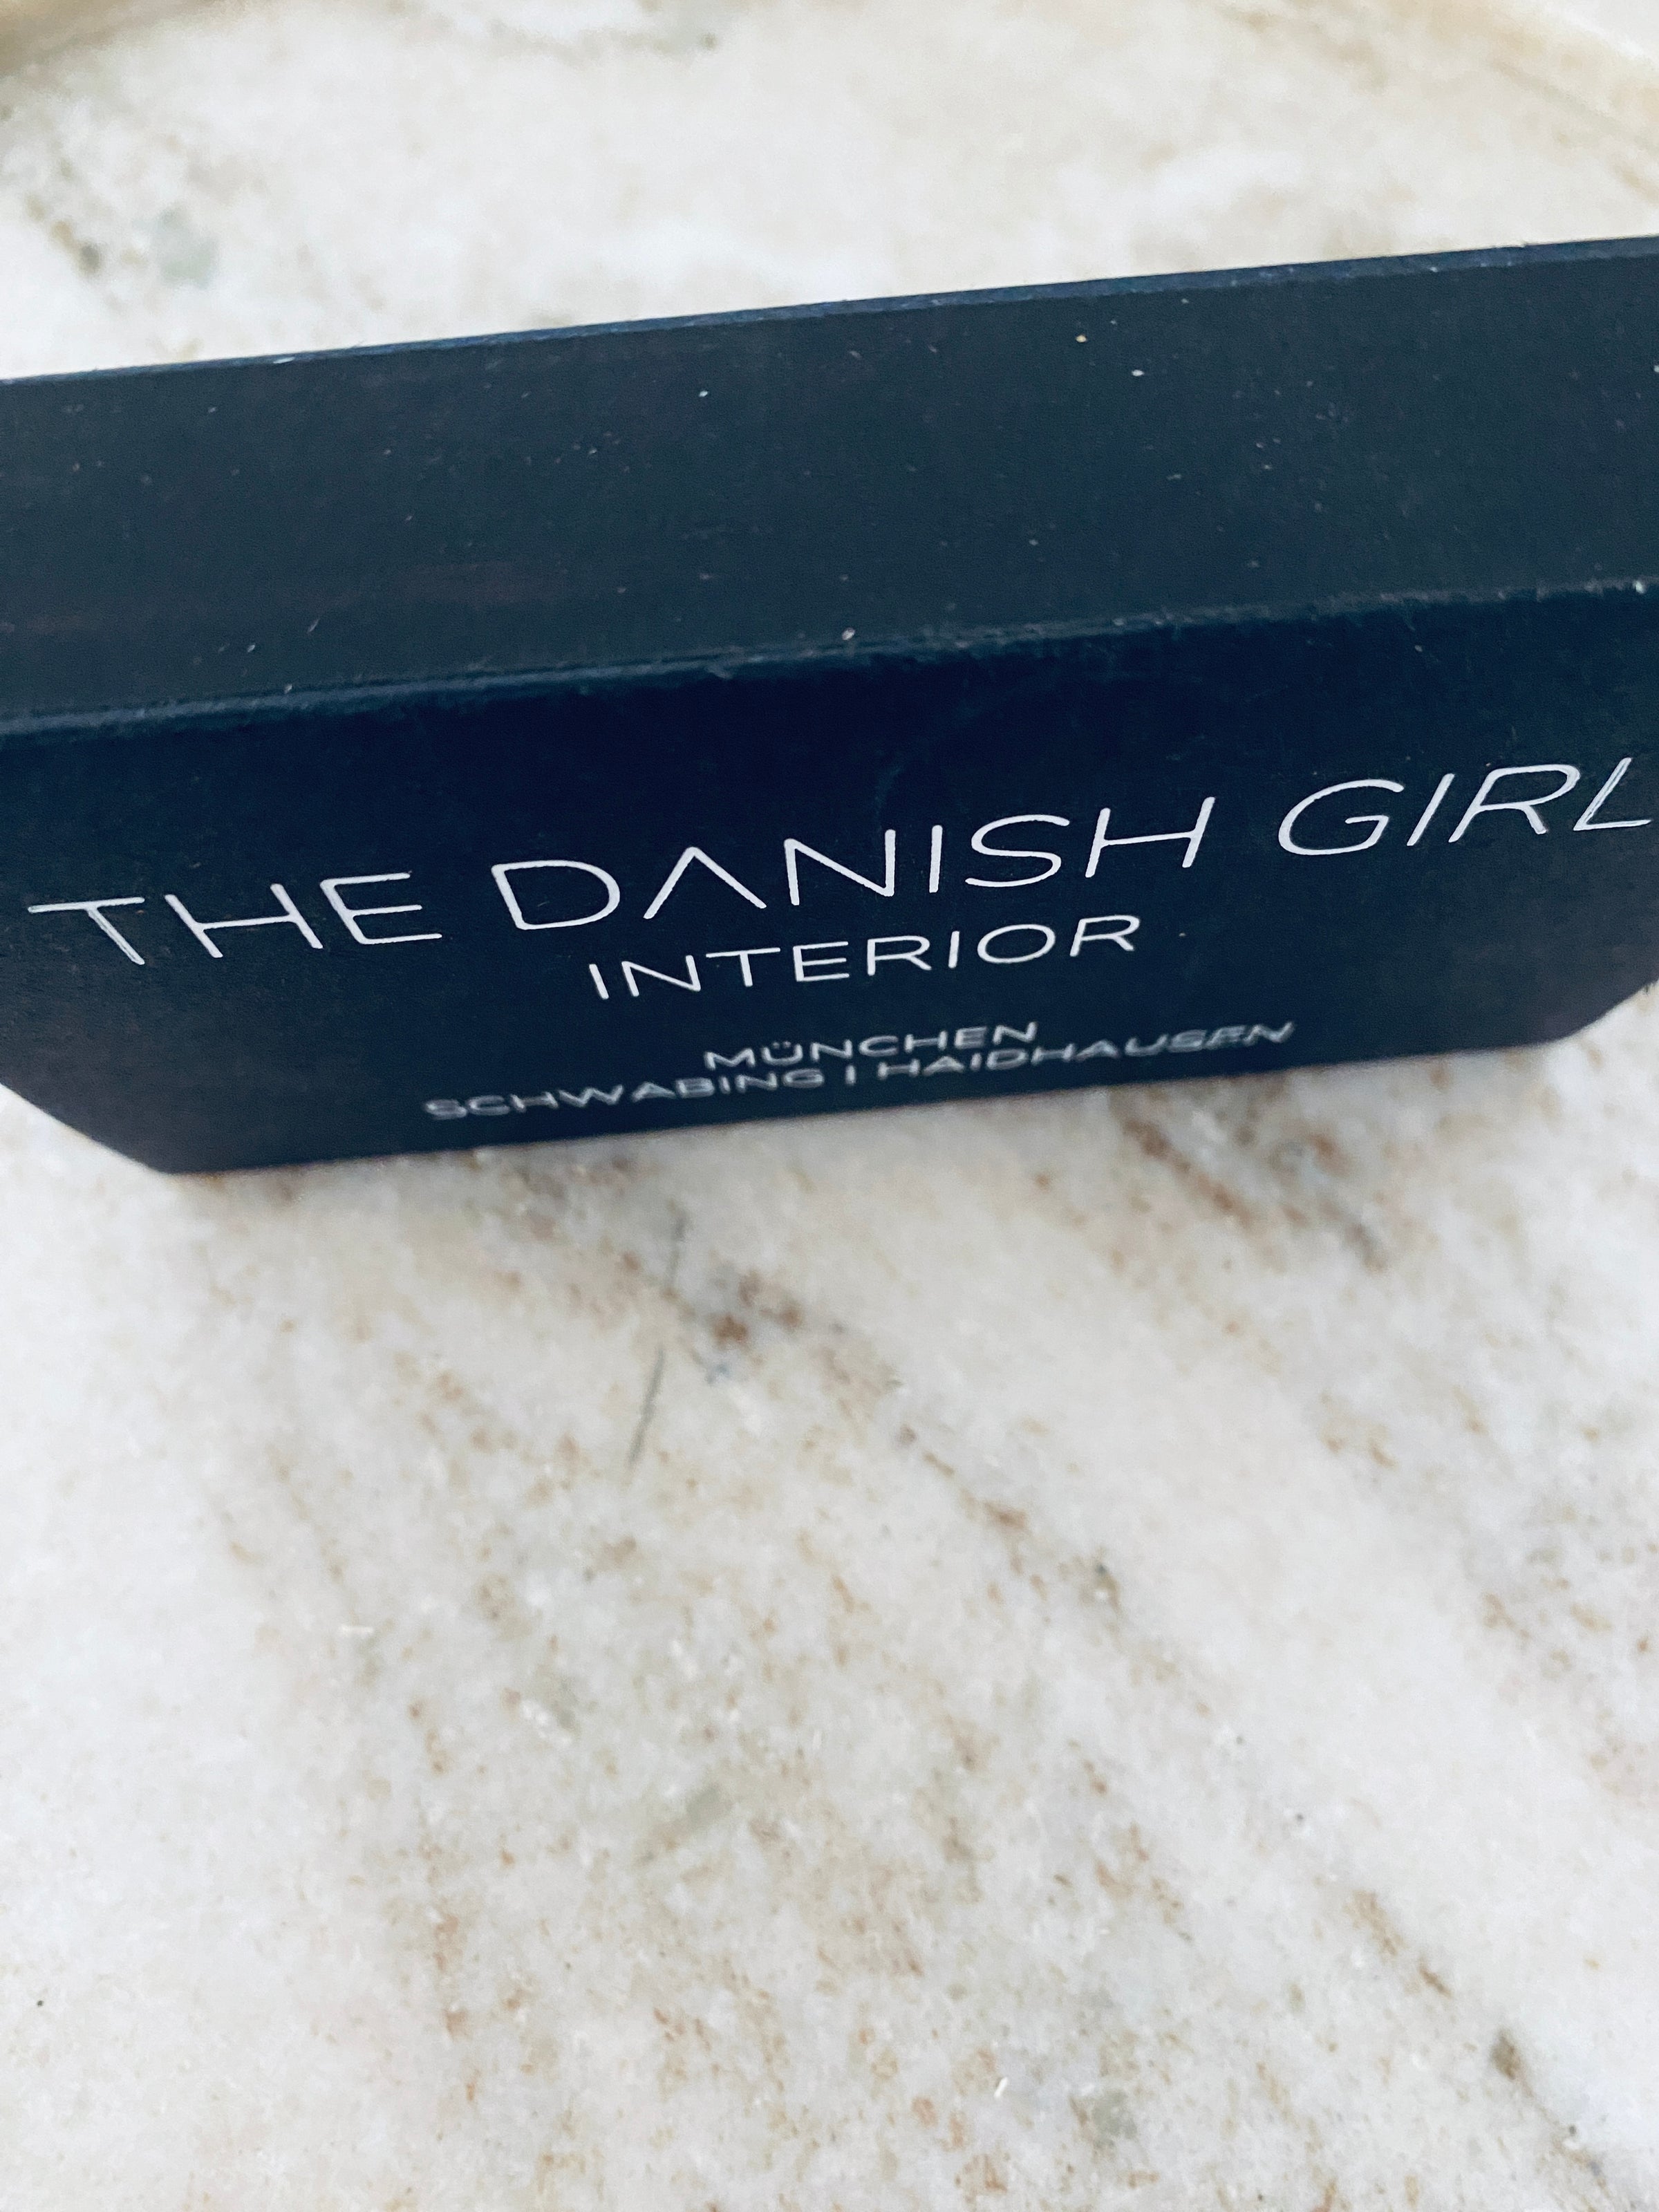 THE DANISH GIRL
INTERIOR
MÜNCHEN
SCHWABING | HAIDHAUSEN